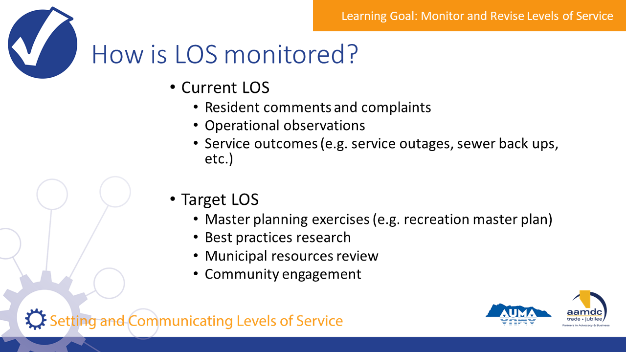 Learning Goal: Monitor and Revise Levels of Service
How is LOS monitored?
• Current LOS
• Resident comments and complaints
• Operational observations
• Service outcomes (e.g. service outages, sewer back ups,
etc.)
• Target LOS
• Master planning exercises (e.g. recreation master plan)
• Best practices research
• Municipal resources review
• Community engagement
Setting and Communicating Levels of Service
AUMA
aamdc
trade • jubilee